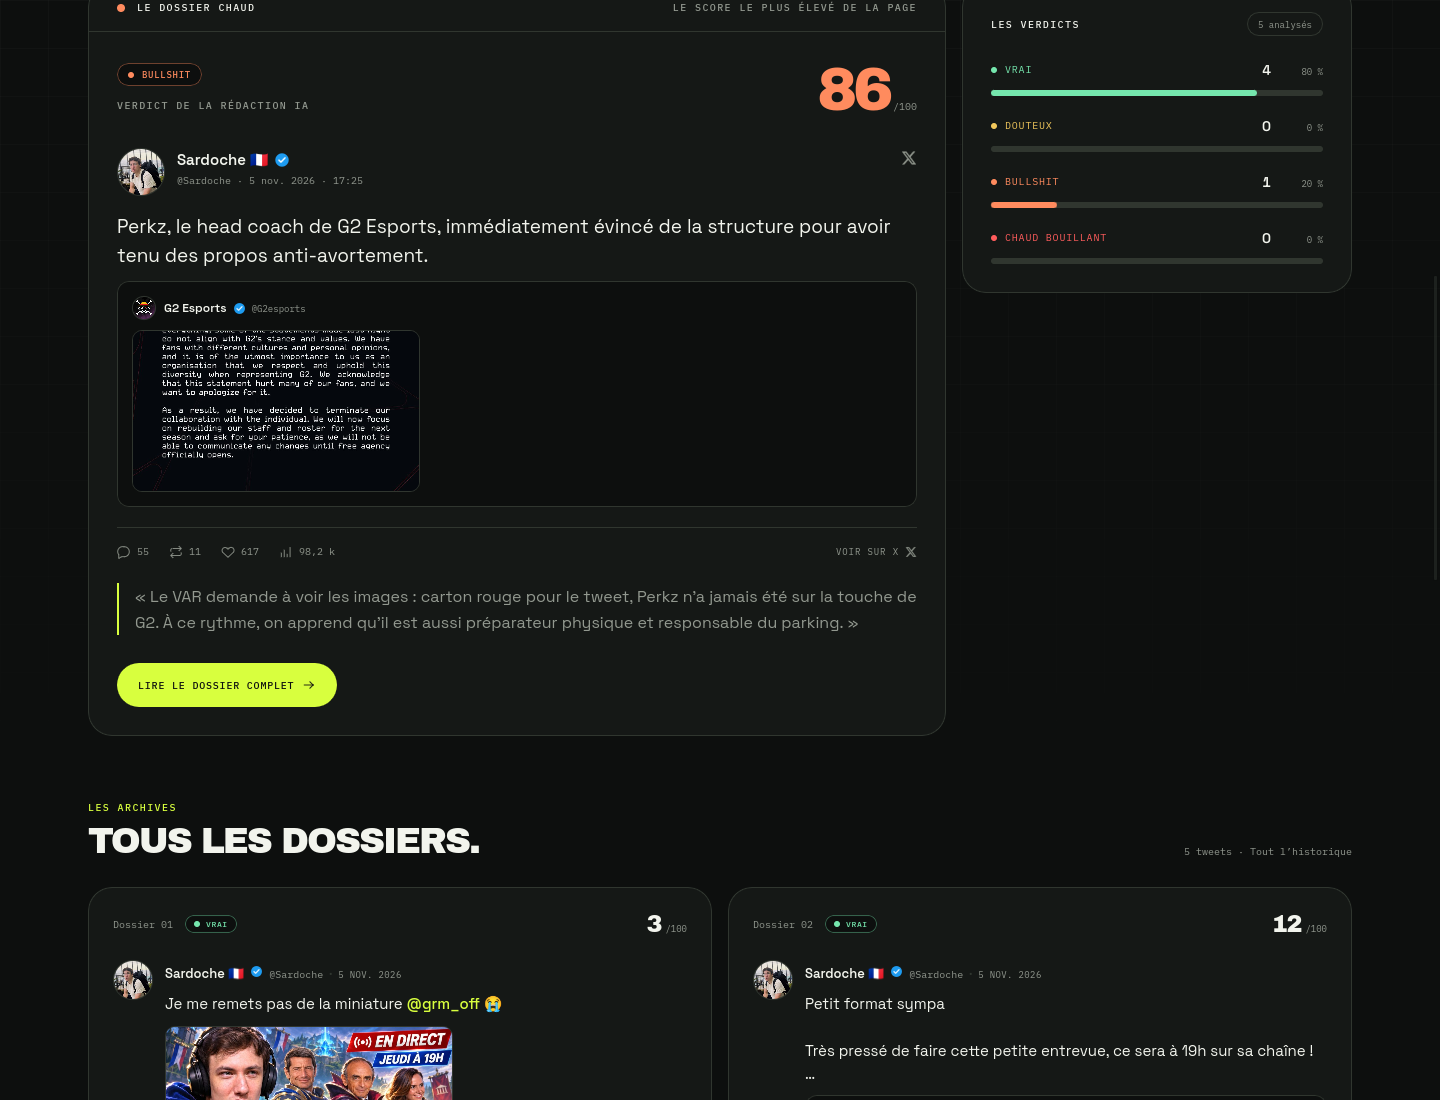 LE DOSSIER CHAUD
LE SCORE LE PLUS ÉLEVÉ DE LA PAGE
BULLSHIT
VERDICT DE LA RÉDACTION IA
86/100
Sardoche 🇫🇷
@Sardoche · 5 nov. 2026 · 17:25
Perkz, le head coach de G2 Esports, immédiatement évincé de la structure pour avoir
tenu des propos anti-avortement.
G2 Esports @G2esports
do not align with G2's stance and values. We have
fans with different cultures and personal opinions,
and it is of the utmost importance to us as an
organisation that we respect and uphold this
diversity when representing G2. We acknowledge
that this statement hurt many of our fans, and we
want to apologize for it.
As a result, we have decided to terminate our
collaboration with the individual. We will now focus
on rebuilding our staff and roster for the next
season and ask for your patience, as we will not be
able to communicate any changes until free agency
officially opens.
55 11 617 98,2 k
VOIR SUR X
« Le VAR demande à voir les images : carton rouge pour le tweet, Perkz n'a jamais été sur la touche de
G2. À ce rythme, on apprend qu'il est aussi préparateur physique et responsable du parking. »
LIRE LE DOSSIER COMPLET →
LES VERDICTS
5 analysés
VRAI 4 80 %
DOUTEUX 0 0 %
BULLSHIT 1 20 %
CHAUD BOUILLANT 0 0 %
LES ARCHIVES
TOUS LES DOSSIERS.
5 tweets · Tout l'historique
Dossier 01 VRAI 3 /100
Sardoche 🇫🇷 @Sardoche · 5 NOV. 2026
Je me remets pas de la miniature @grm_off 😭
EN DIRECT
JEUDI À 19H
Dossier 02 VRAI 12 /100
Sardoche 🇫🇷 @Sardoche · 5 NOV. 2026
Petit format sympa
Très pressé de faire cette petite entrevue, ce sera à 19h sur sa chaîne !
…